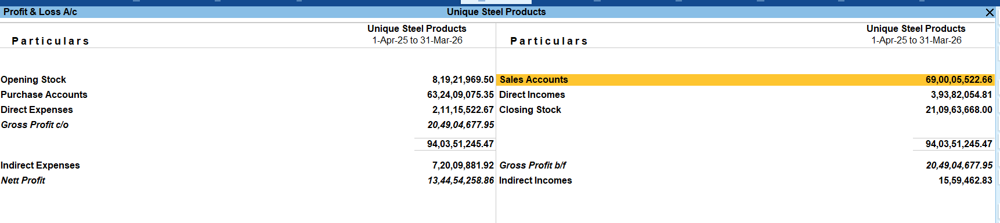 Profit & Loss A/c Unique Steel Products
Unique Steel Products Unique Steel Products
Particulars 1-Apr-25 to 31-Mar-26 Particulars 1-Apr-25 to 31-Mar-26
Opening Stock 8,19,21,969.50 Sales Accounts 69,00,05,522.66
Purchase Accounts 63,24,09,075.35 Direct Incomes 3,93,82,054.81
Direct Expenses 2,11,15,522.67 Closing Stock 21,09,63,668.00
Gross Profit c/o 20,49,04,677.95
94,03,51,245.47 94,03,51,245.47
Indirect Expenses 7,20,09,881.92 Gross Profit b/f 20,49,04,677.95
Nett Profit 13,44,54,258.86 Indirect Incomes 15,59,462.83